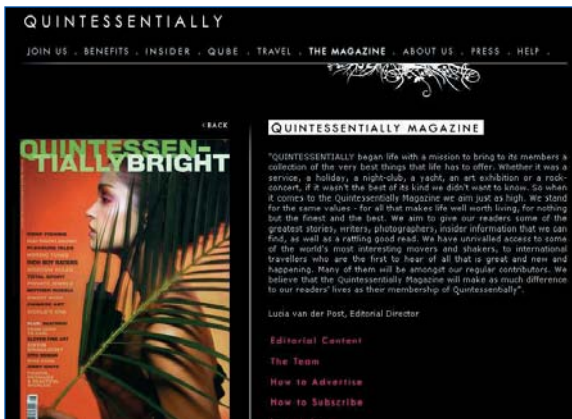 QUINTESSENTIALLY
JOIN US . BENEFITS . INSIDER . QUBE . TRAVEL . THE MAGAZINE . ABOUT US . PRESS . HELP .
‹ BACK
QUINTESSENTIALLY MAGAZINE
QUINTESSEN-
TIALLYBRIGHT
"QUINTESSENTIALLY began life with a mission to bring to its members a
collection of the very best things that life has to offer. Whether it was a
service, a holiday, a night-club, a yacht, an art exhibition or a rock-
concert, if it wasn't the best of its kind we didn't want to know. So when
it comes to the Quintessentially Magazine we aim just as high. We stand
for the same values - for all that makes life well worth living, for nothing
but the finest and the best. We aim to give our readers some of the
greatest stories, writers, photographers, insider information that we can
find, as well as a rattling good read. We have unrivalled access to some
of the world's most interesting movers and shakers, to international
travellers who are the first to hear of all that is great and new and
happening. Many of them will be amongst our regular contributors. We
believe that the Quintessentially Magazine will make as much difference
to our readers' lives as their membership of Quintessentially".
Lucia van der Post, Editorial Director
Editorial Content
The Team
How to Advertise
How to Subscribe